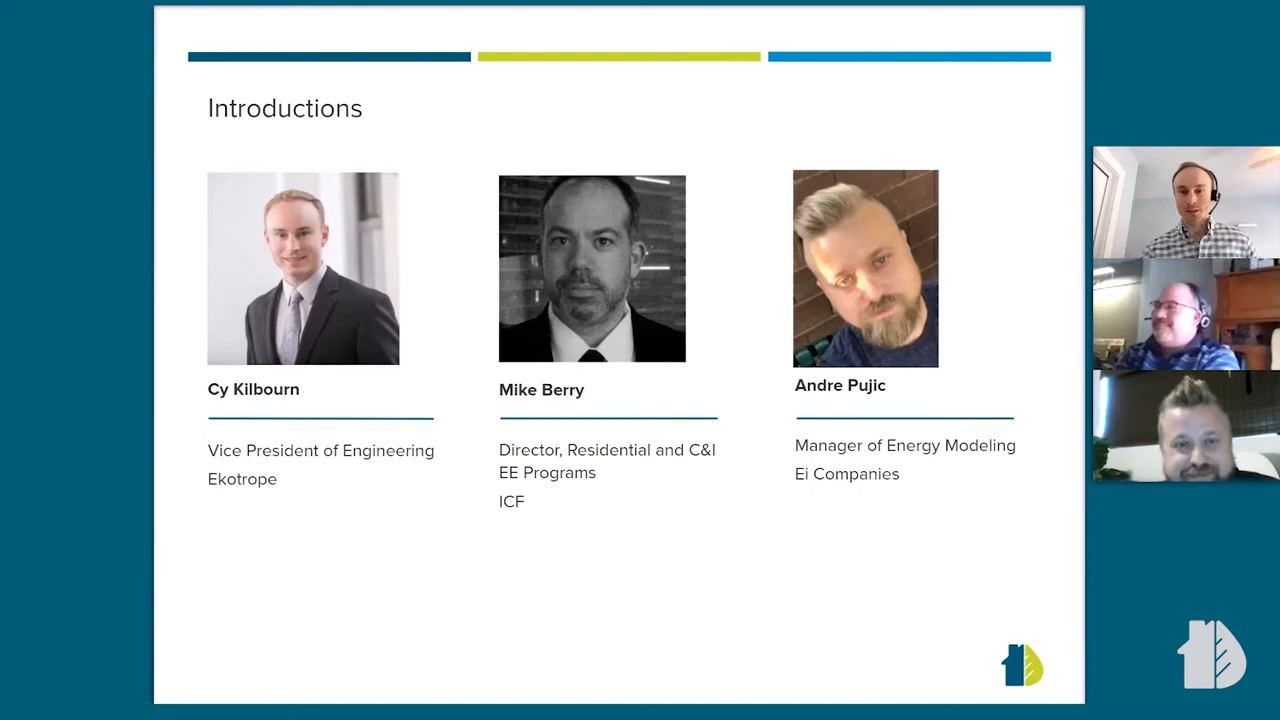 Introductions
Cy Kilbourn
Vice President of Engineering
Ekotrope
Mike Berry
Director, Residential and C&I
EE Programs
ICF
Andre Pujic
Manager of Energy Modeling
Ei Companies